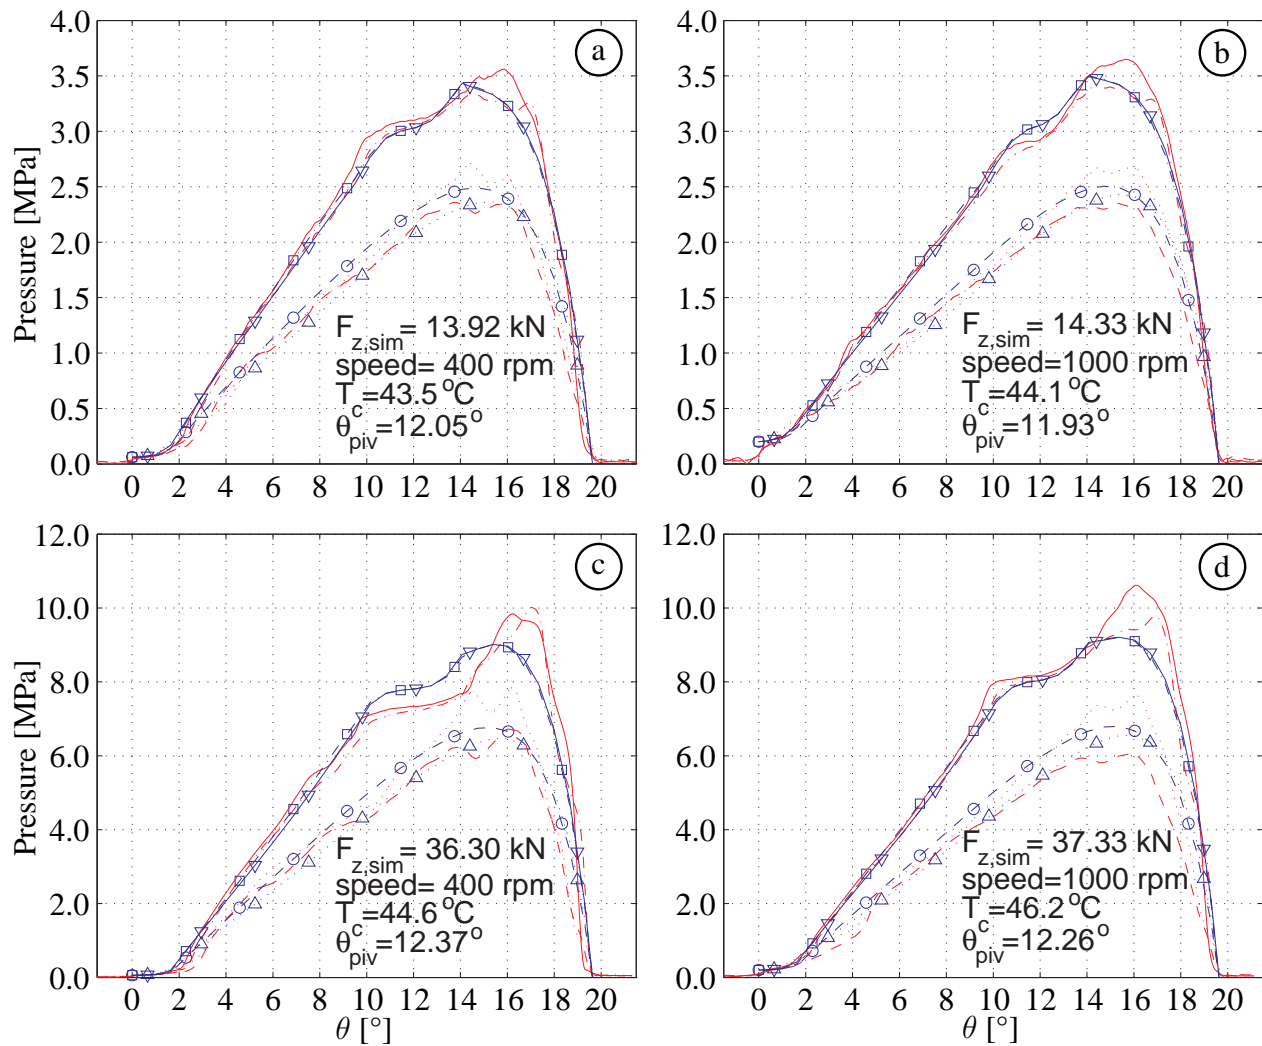 4.0
3.5
3.0
2.5
2.0
1.5
1.0
0.5
0.0
Pressure [MPa]
a
F_z,sim= 13.92 kN
speed= 400 rpm
T_c=43.5°C
θ_piv=12.05°
0 2 4 6 8 10 12 14 16 18 20
4.0
3.5
3.0
2.5
2.0
1.5
1.0
0.5
0.0
b
F_z,sim= 14.33 kN
speed=1000 rpm
T_c=44.1°C
θ_piv=11.93°
0 2 4 6 8 10 12 14 16 18 20
12.0
10.0
8.0
6.0
4.0
2.0
0.0
Pressure [MPa]
c
F_z,sim= 36.30 kN
speed= 400 rpm
T_c=44.6°C
θ_piv=12.37°
0 2 4 6 8 10 12 14 16 18 20
θ [°]
12.0
10.0
8.0
6.0
4.0
2.0
0.0
d
F_z,sim= 37.33 kN
speed=1000 rpm
T_c=46.2°C
θ_piv=12.26°
0 2 4 6 8 10 12 14 16 18 20
θ [°]